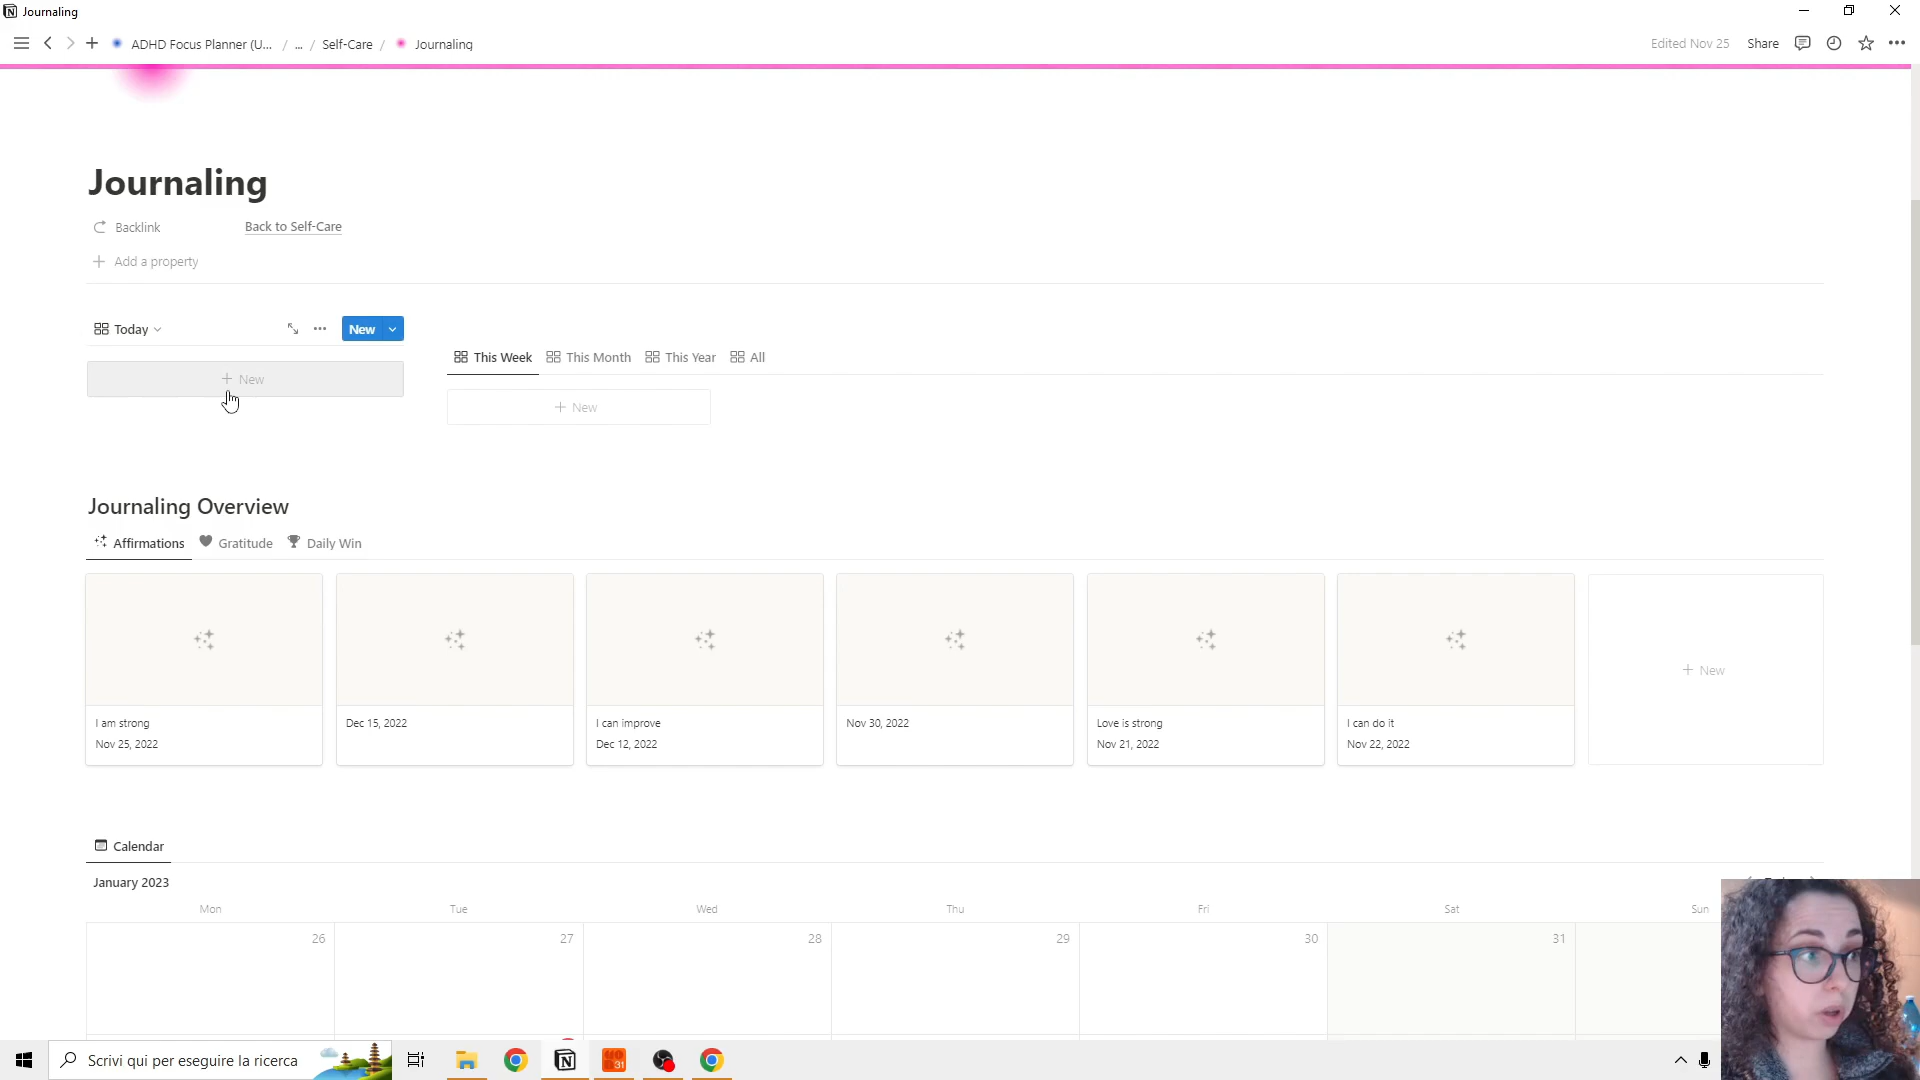 Journaling
ADHD Focus Planner (U... / ... / Self-Care / Journaling
Edited Nov 25 Share
Journaling
Backlink Back to Self-Care
Add a property
Today New
New
This Week This Month This Year All
New
Journaling Overview
Affirmations Gratitude Daily Win
I am strong
Nov 25, 2022
Dec 15, 2022
I can improve
Dec 12, 2022
Nov 30, 2022
Love is strong
Nov 21, 2022
I can do it
Nov 22, 2022
New
Calendar
January 2023
Mon Tue Wed Thu Fri Sat Sun
26 27 28 29 30 31
Scrivi qui per eseguire la ricerca
31